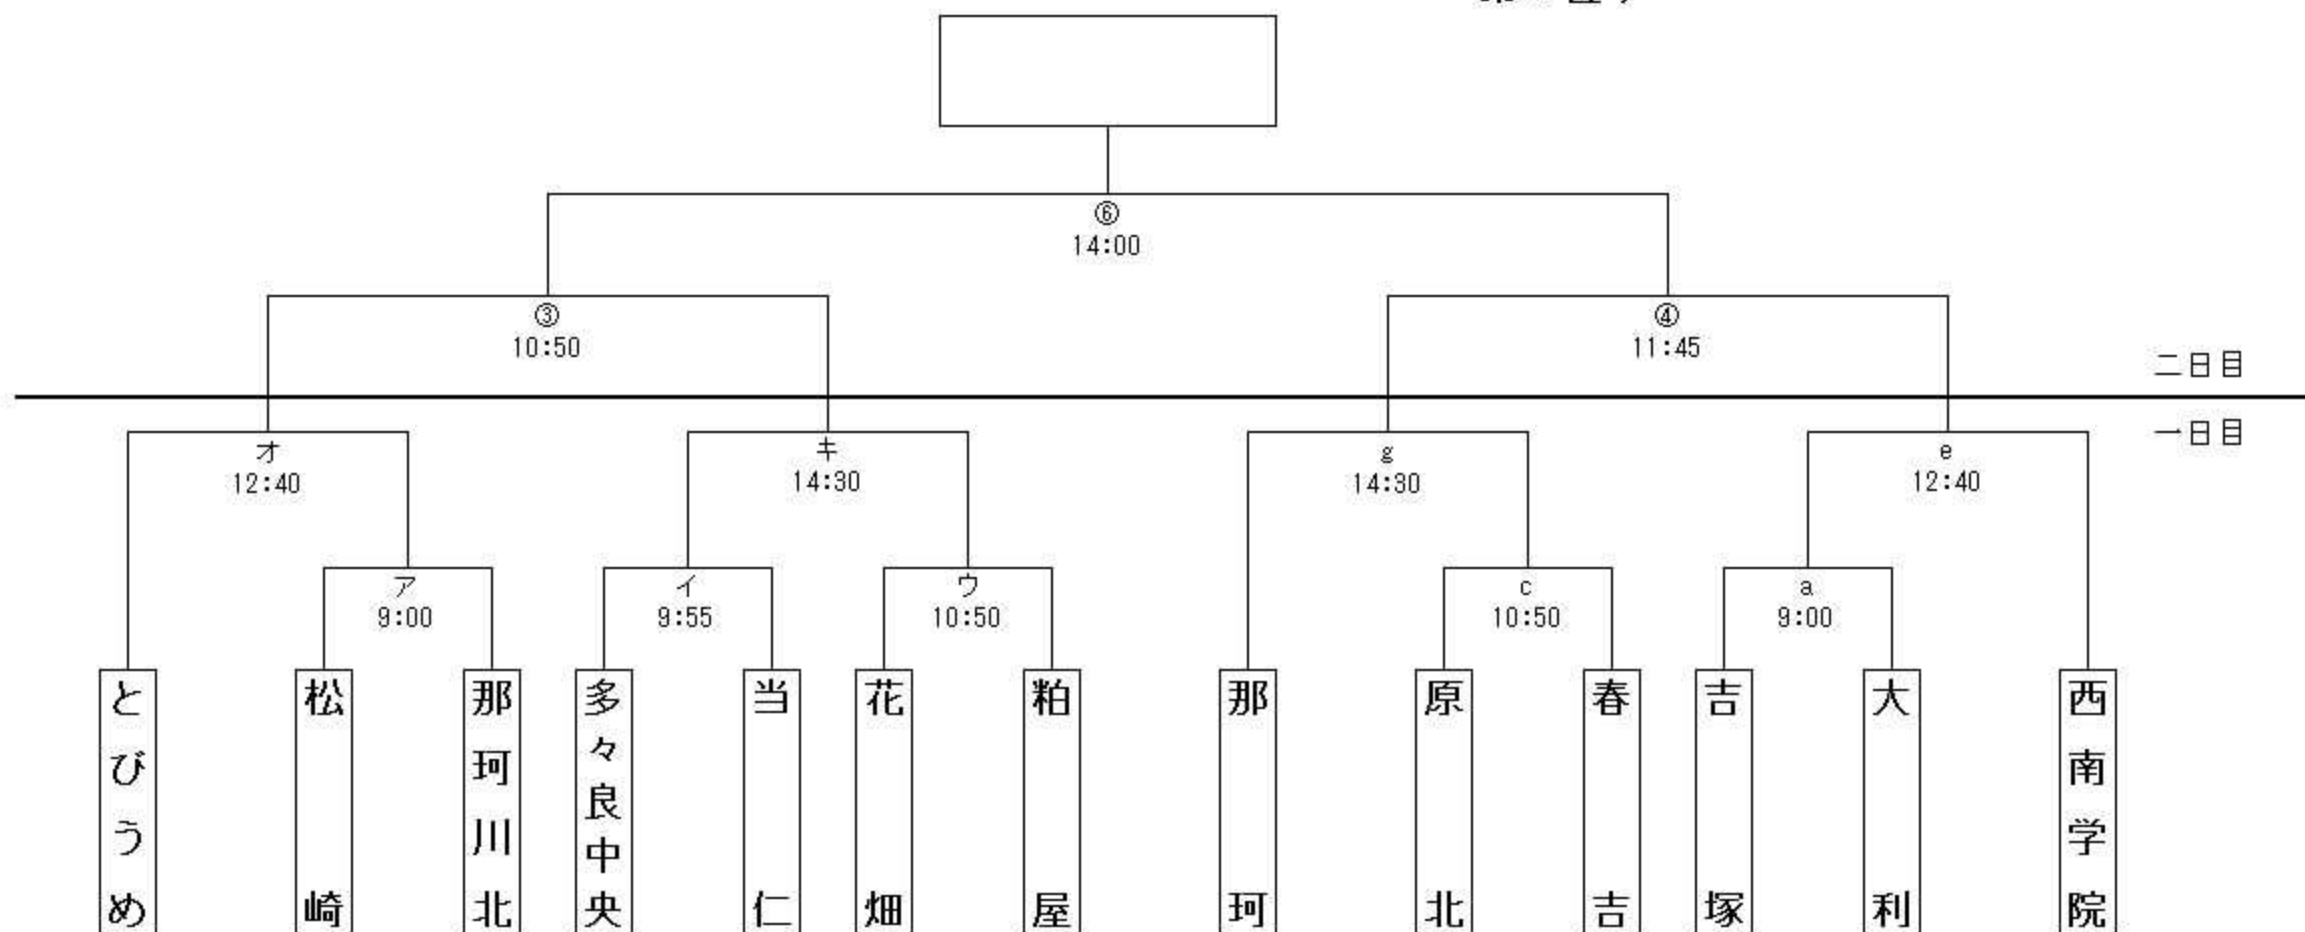 ⑥
14:00
③
10:50
④
11:45
二日目
一日目
オ
12:40
キ
14:30
g
14:30
e
12:40
ア
9:00
イ
9:55
ウ
10:50
c
10:50
a
9:00
とびうめ
松崎
那珂川北
多々良中央
当仁
花畑
粕屋
那珂
原北
春吉
吉塚
大利
西南学院